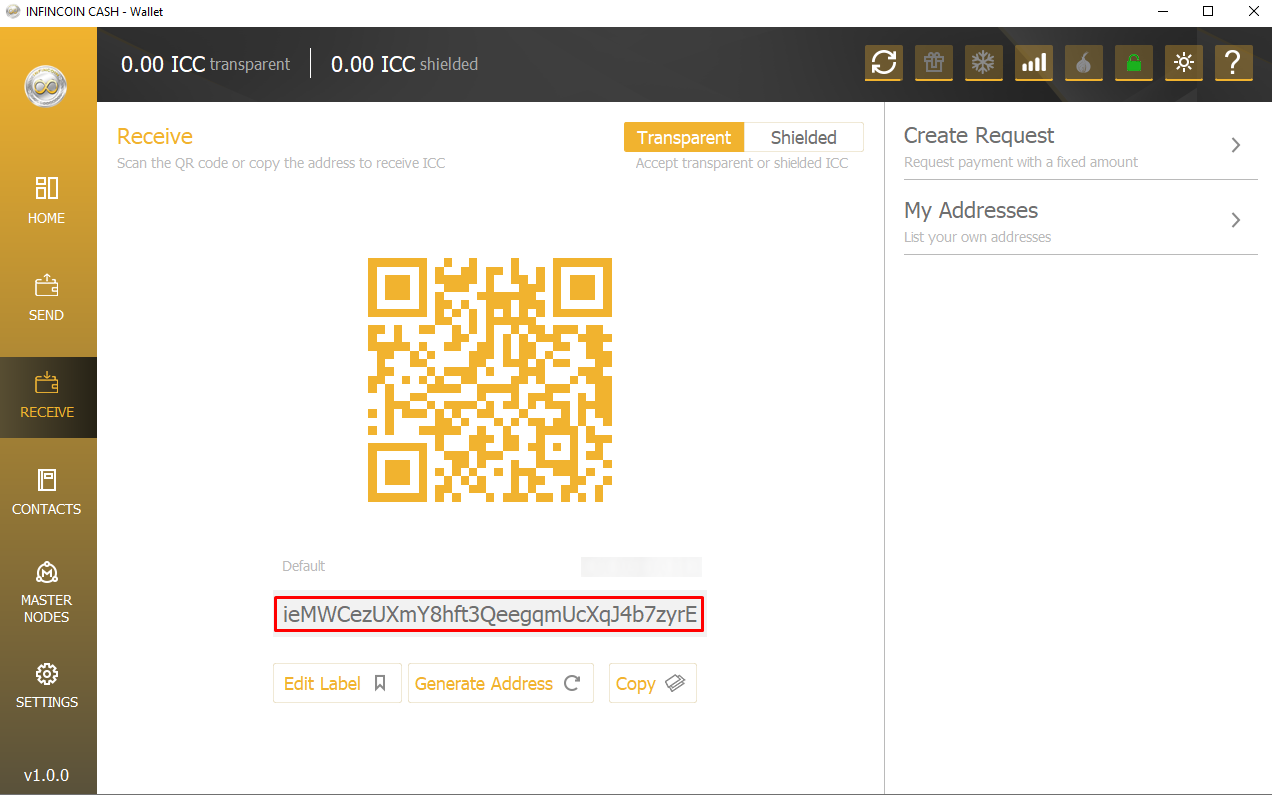 INFINCOIN CASH - Wallet
0.00 ICC transparent
0.00 ICC shielded
HOME
SEND
RECEIVE
CONTACTS
MASTER
NODES
SETTINGS
v1.0.0
Receive
Scan the QR code or copy the address to receive ICC
Transparent
Shielded
Accept transparent or shielded ICC
Default
ieMWCezUXmY8hft3QeegqmUcXqJ4b7zyrE
Edit Label
Generate Address
Copy
Create Request
Request payment with a fixed amount
My Addresses
List your own addresses